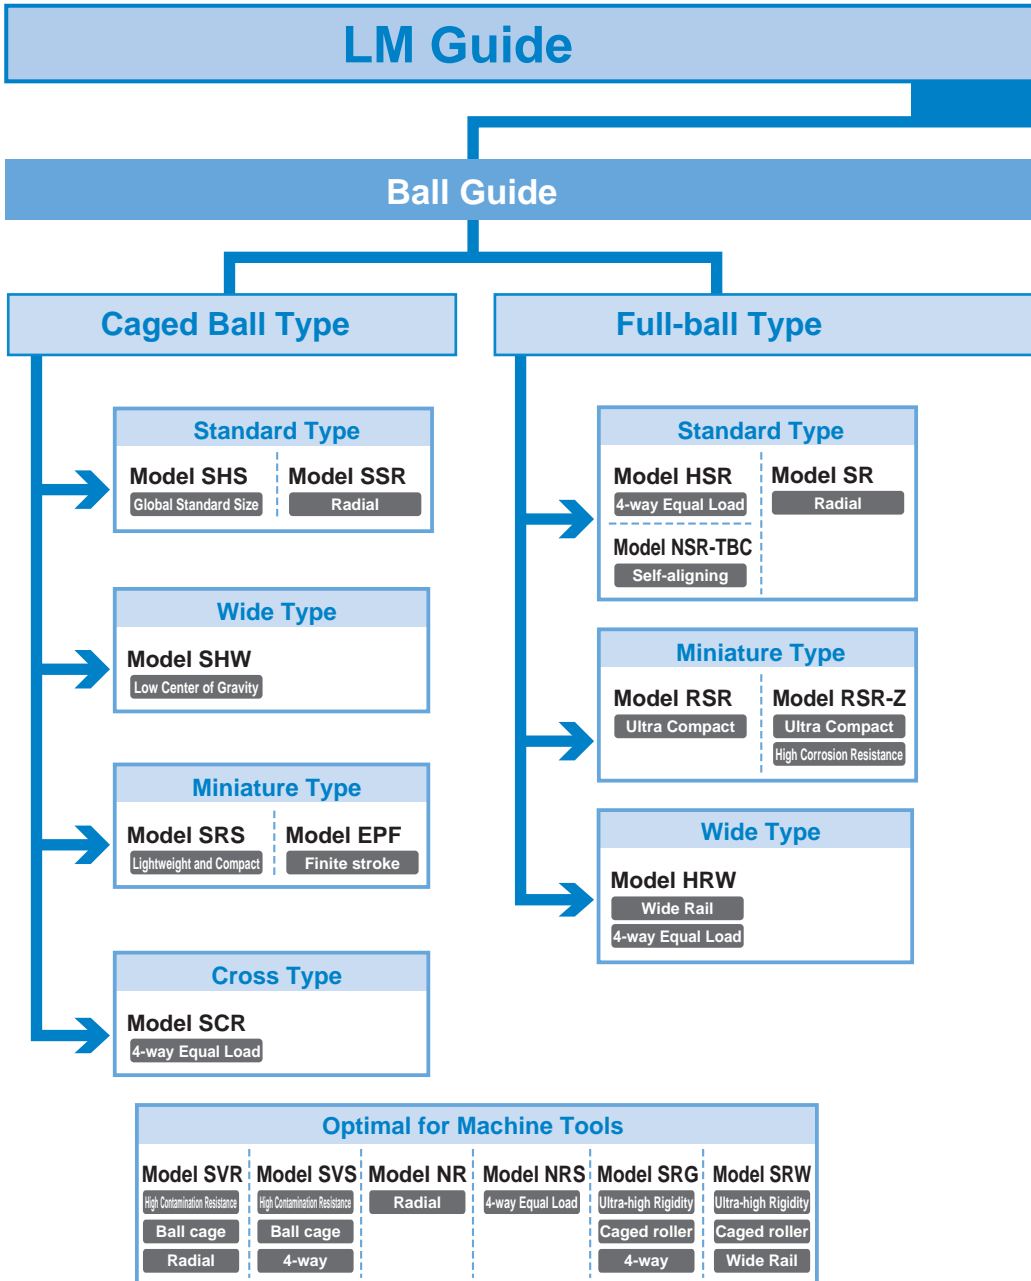 LM Guide
Ball Guide
Caged Ball Type
Standard Type
Model SHS
Global Standard Size
Model SSR
Radial
Wide Type
Model SHW
Low Center of Gravity
Miniature Type
Model SRS
Lightweight and Compact
Model EPF
Finite stroke
Cross Type
Model SCR
4-way Equal Load
Full-ball Type
Standard Type
Model HSR
4-way Equal Load
Model NSR-TBC
Self-aligning
Model SR
Radial
Miniature Type
Model RSR
Ultra Compact
Model RSR-Z
Ultra Compact
High Corrosion Resistance
Wide Type
Model HRW
Wide Rail
4-way Equal Load
Optimal for Machine Tools
Model SVR
High Contamination Resistance
Ball cage
Radial
Model SVS
High Contamination Resistance
Ball cage
4-way
Model NR
Radial
Model NRS
4-way Equal Load
Model SRG
Ultra-high Rigidity
Caged roller
4-way
Model SRW
Ultra-high Rigidity
Caged roller
Wide Rail